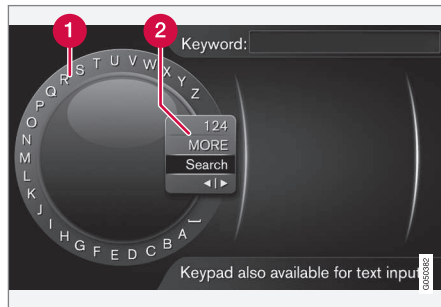 1
2
Keyword:
A B C D E F G H I J K L M N O P Q R S T U V W X Y Z
124
MORE
Search
◄|►
Keypad also available for text input
G050382